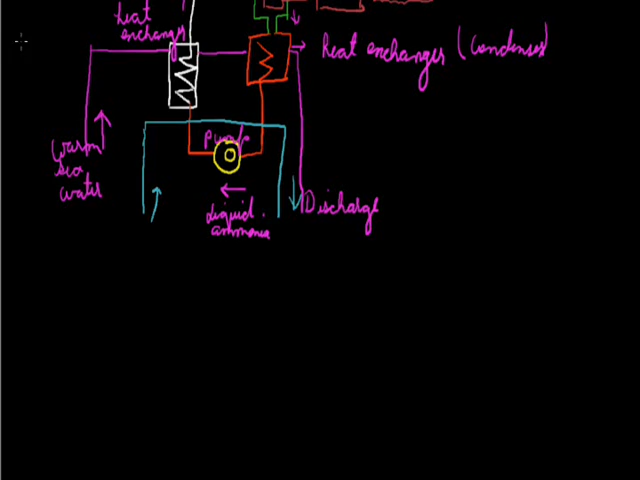 heat
exchanger
heat exchanger (Condenser)
warm
sea
water
pump
Liquid
ammonia
Discharge